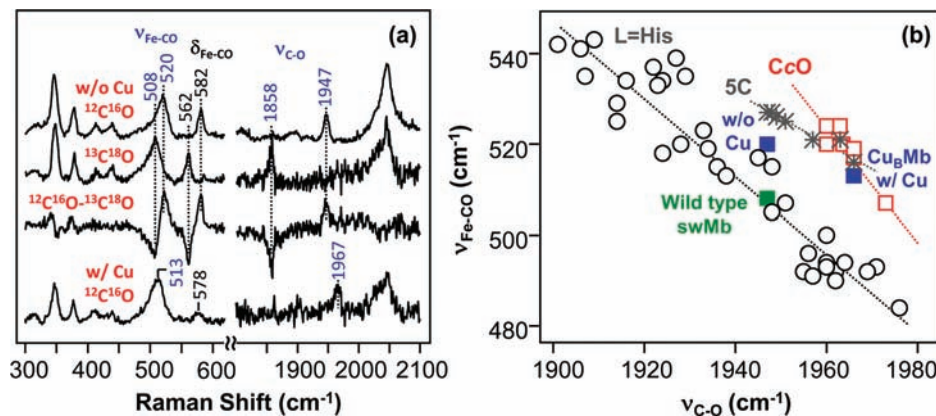 (a)
νFe-CO
δFe-CO
νC-O
508
520
562
582
1858
1947
w/o Cu
¹²C¹⁶O
¹³C¹⁸O
¹²C¹⁶O-¹³C¹⁸O
w/ Cu
¹²C¹⁶O
513
578
1967
300 400 500 600 1900 2000 2100
Raman Shift (cm⁻¹)
(b)
L=His
CcO
5C
w/o
Cu
CuBMb
w/ Cu
Wild type
swMb
540
520
500
480
νFe-CO (cm⁻¹)
1900 1920 1940 1960 1980
νC-O (cm⁻¹)